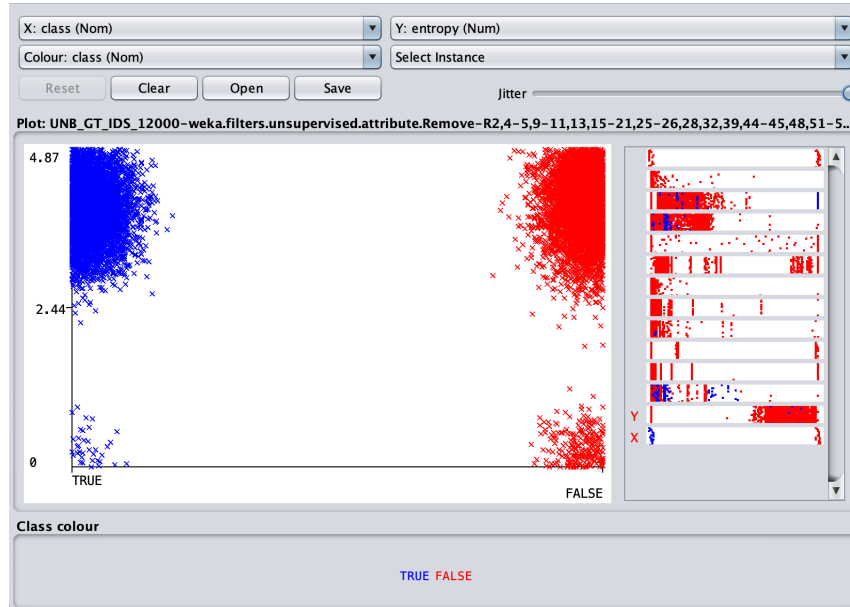 X: class (Nom) Y: entropy (Num)
Colour: class (Nom) Select Instance
Reset Clear Open Save Jitter
Plot: UNB_GT_IDS_12000-weka.filters.unsupervised.attribute.Remove-R2,4-5,9-11,13,15-21,25-26,28,32,39,44-45,48,51-5..
4.87
2.44
Y
X
0
TRUE
FALSE
Class colour
TRUE FALSE